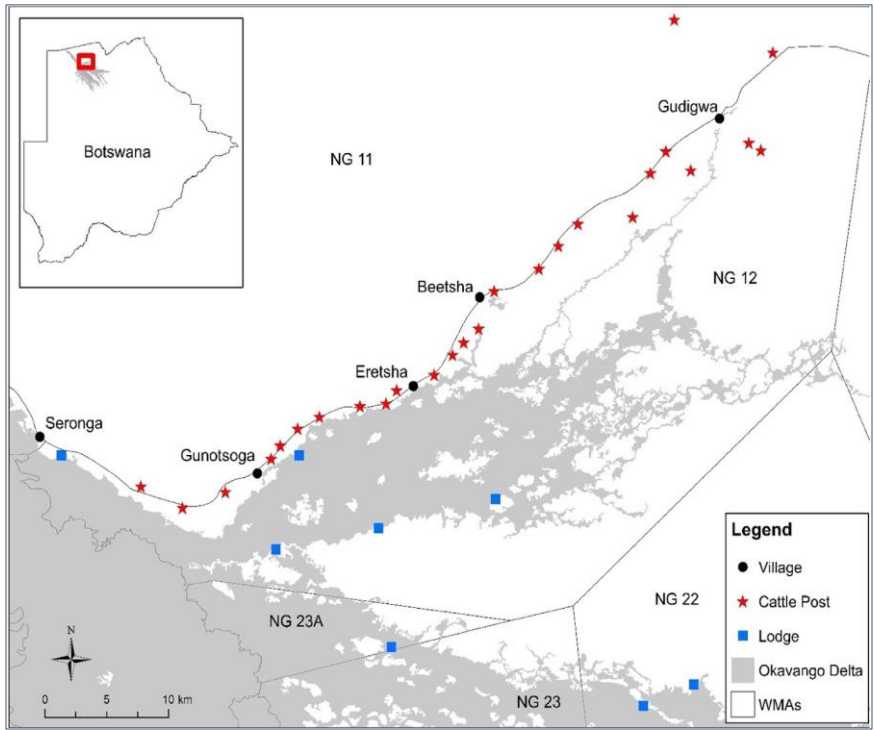 Botswana
Gudigwa
NG 11
NG 12
Beetsha
Eretsha
Seronga
Gunotsoga
NG 23A
NG 22
NG 23
N
0 5 10 km
Legend
Village
Cattle Post
Lodge
Okavango Delta
WMAs